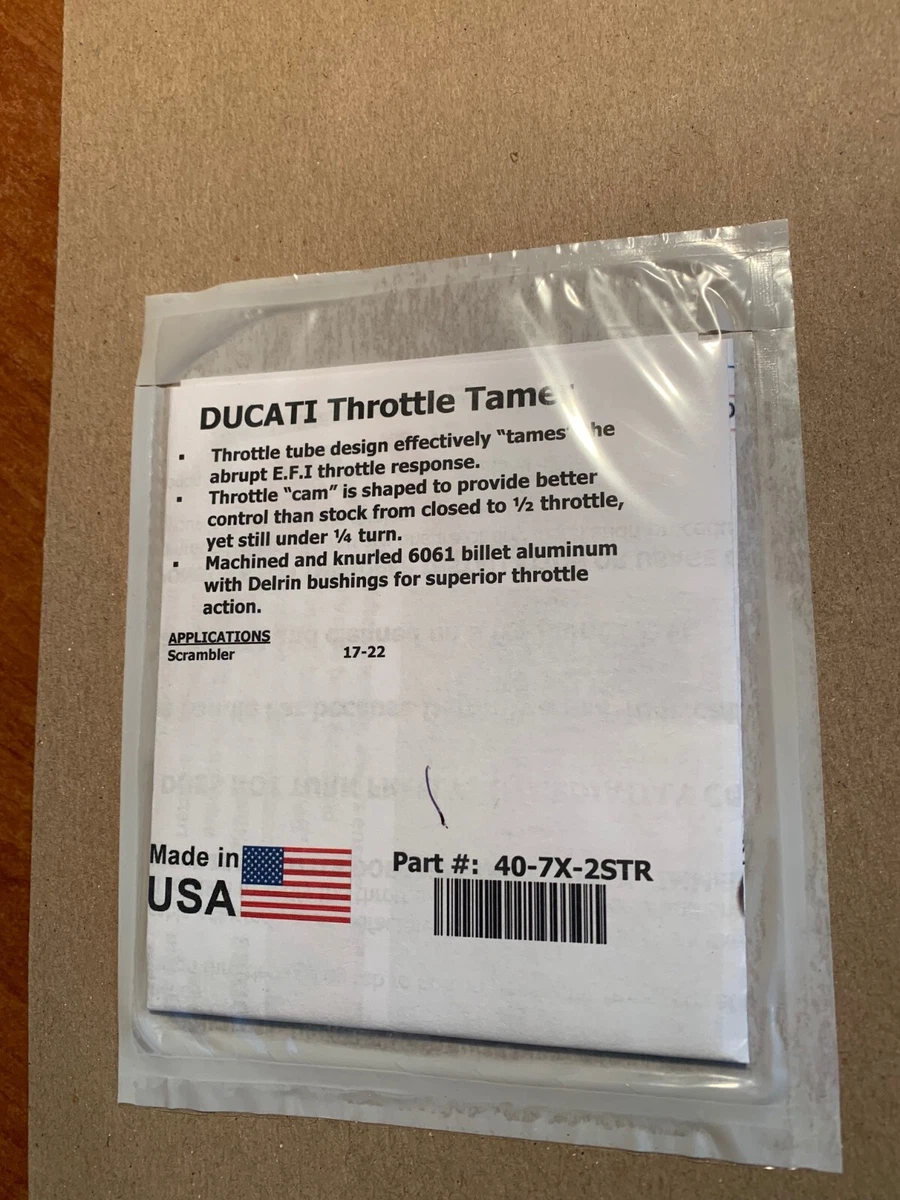 DUCATI Throttle Tamer
▪ Throttle tube design effectively “tames” the
abrupt E.F.I throttle response.
▪ Throttle “cam” is shaped to provide better
control than stock from closed to ½ throttle,
yet still under ¼ turn.
▪ Machined and knurled 6061 billet aluminum
with Delrin bushings for superior throttle
action.
APPLICATIONS
Scrambler 17-22
Made in
USA
Part #: 40-7X-2STR